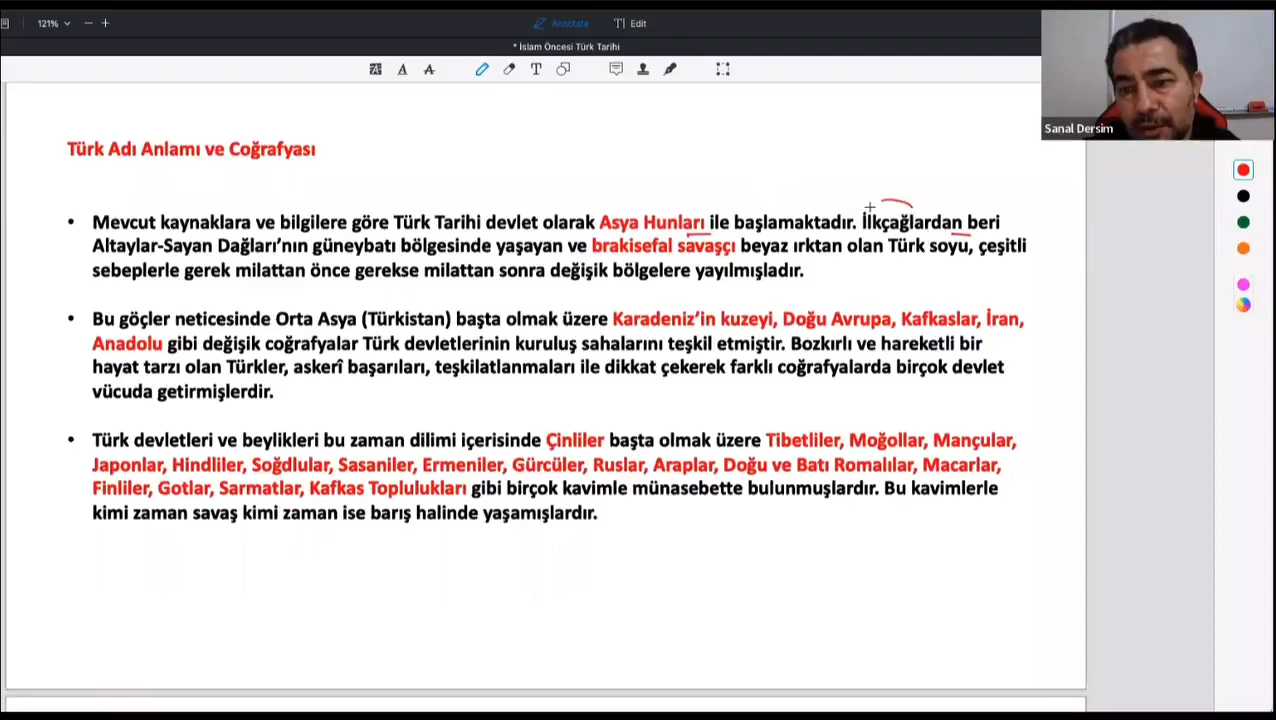 121%
Annotate
Edit
* İslam Öncesi Türk Tarihi
Sanal Dersim
Türk Adı Anlamı ve Coğrafyası
• Mevcut kaynaklara ve bilgilere göre Türk Tarihi devlet olarak Asya Hunları ile başlamaktadır. İlkçağlardan beri
Altaylar-Sayan Dağları’nın güneybatı bölgesinde yaşayan ve brakisefal savaşçı beyaz ırktan olan Türk soyu, çeşitli
sebeplerle gerek milattan önce gerekse milattan sonra değişik bölgelere yayılmışladır.
• Bu göçler neticesinde Orta Asya (Türkistan) başta olmak üzere Karadeniz’in kuzeyi, Doğu Avrupa, Kafkaslar, İran,
Anadolu gibi değişik coğrafyalar Türk devletlerinin kuruluş sahalarını teşkil etmiştir. Bozkırlı ve hareketli bir
hayat tarzı olan Türkler, askerî başarıları, teşkilatlanmaları ile dikkat çekerek farklı coğrafyalarda birçok devlet
vücuda getirmişlerdir.
• Türk devletleri ve beylikleri bu zaman dilimi içerisinde Çinliler başta olmak üzere Tibetliler, Moğollar, Mançular,
Japonlar, Hindliler, Soğdlular, Sasaniler, Ermeniler, Gürcüler, Ruslar, Araplar, Doğu ve Batı Romalılar, Macarlar,
Finliler, Gotlar, Sarmatlar, Kafkas Toplulukları gibi birçok kavimle münasebette bulunmuşlardır. Bu kavimlerle
kimi zaman savaş kimi zaman ise barış halinde yaşamışlardır.